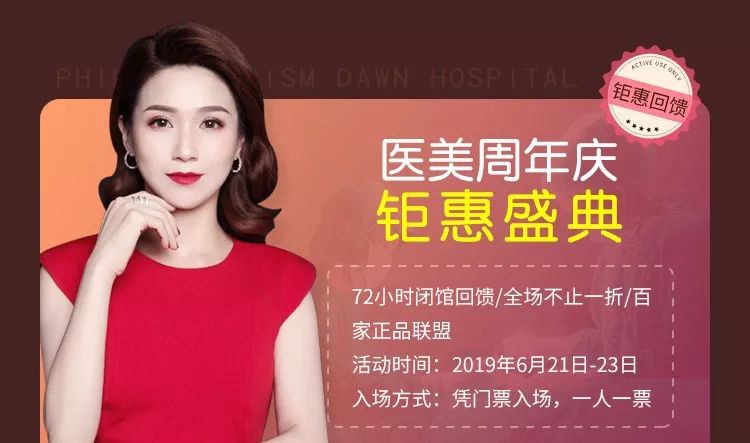 PHIL
ISM DAWN HOSPITAL
ACTIVE USE ONLY
钜惠回馈
医美周年庆
钜惠盛典
72小时闭馆回馈/全场不止一折/百
家正品联盟
活动时间：2019年6月21日-23日
入场方式：凭门票入场，一人一票